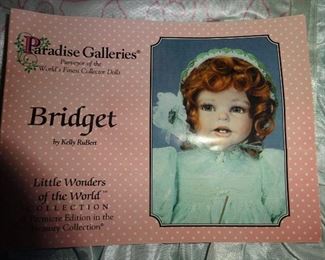 Paradise Galleries®
Purveyor of the
World's Finest Collector Dolls
Bridget
by Kelly RuBert
Little Wonders
of the World™
COLLECTION
Premiere Edition in the
Treasury Collection®